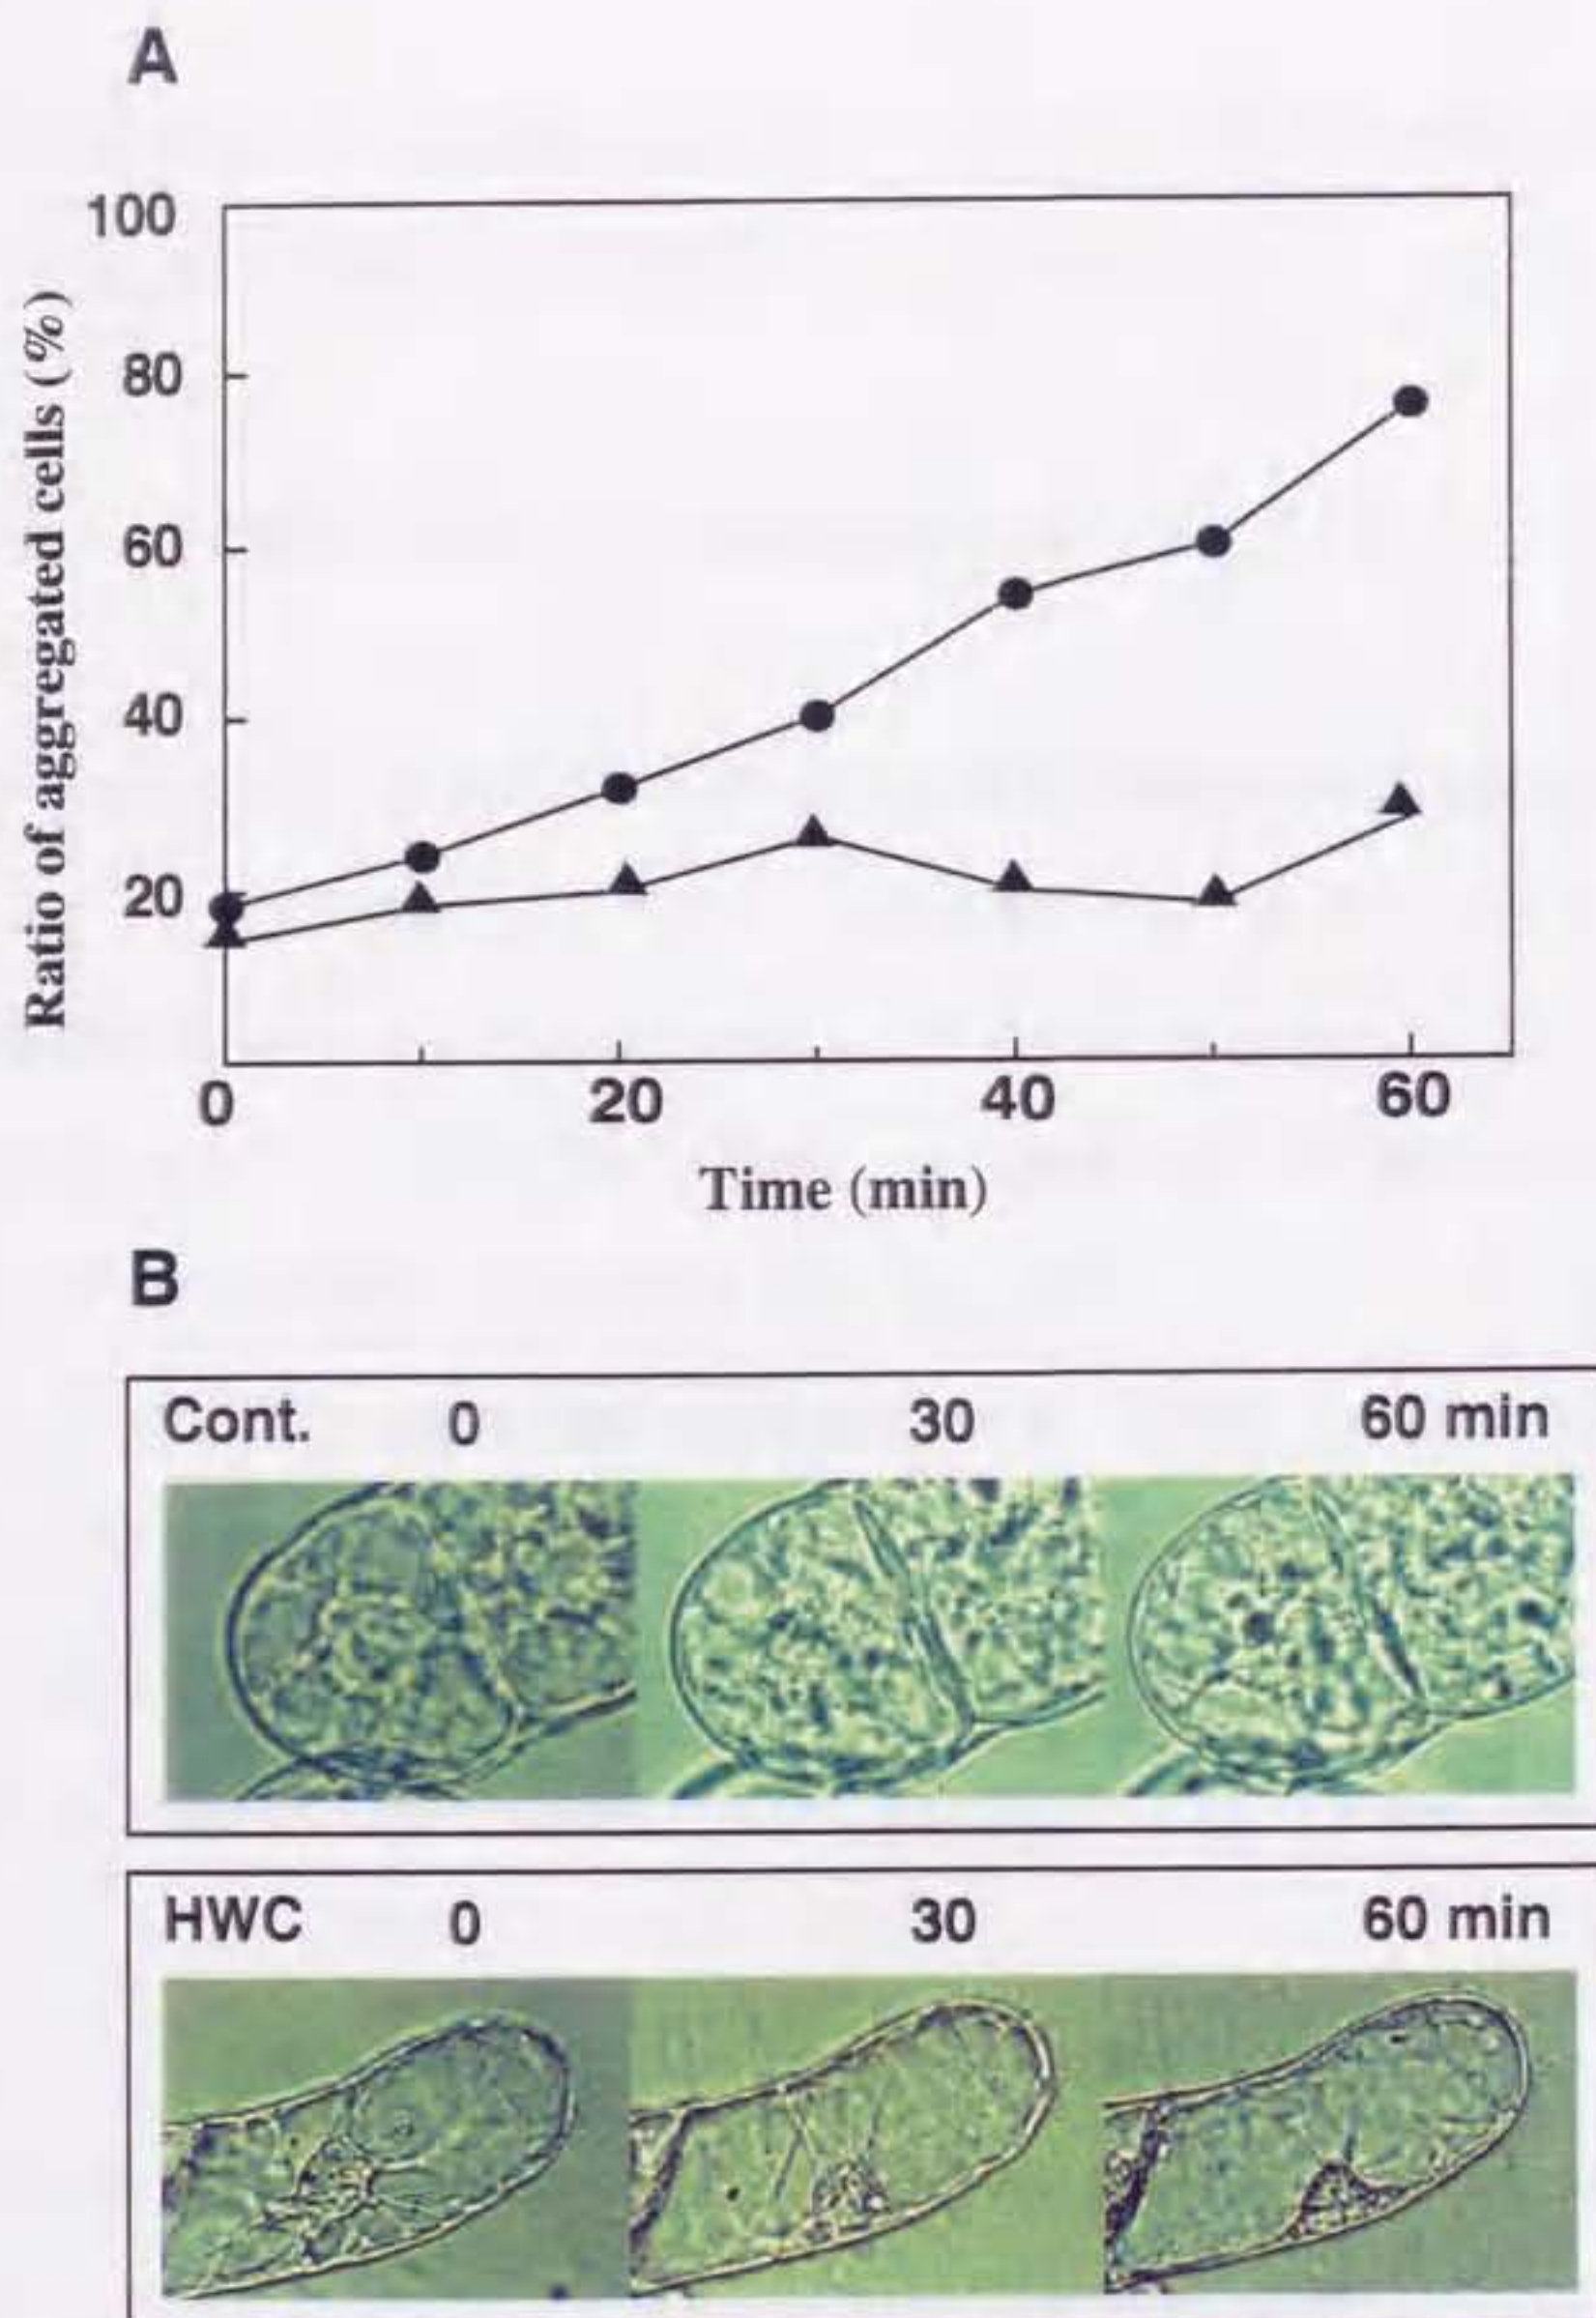 A
100
80
60
40
20
Ratio of aggregated cells (%)
0 20 40 60
Time (min)
B
Cont. 0 30 60 min
HWC 0 30 60 min